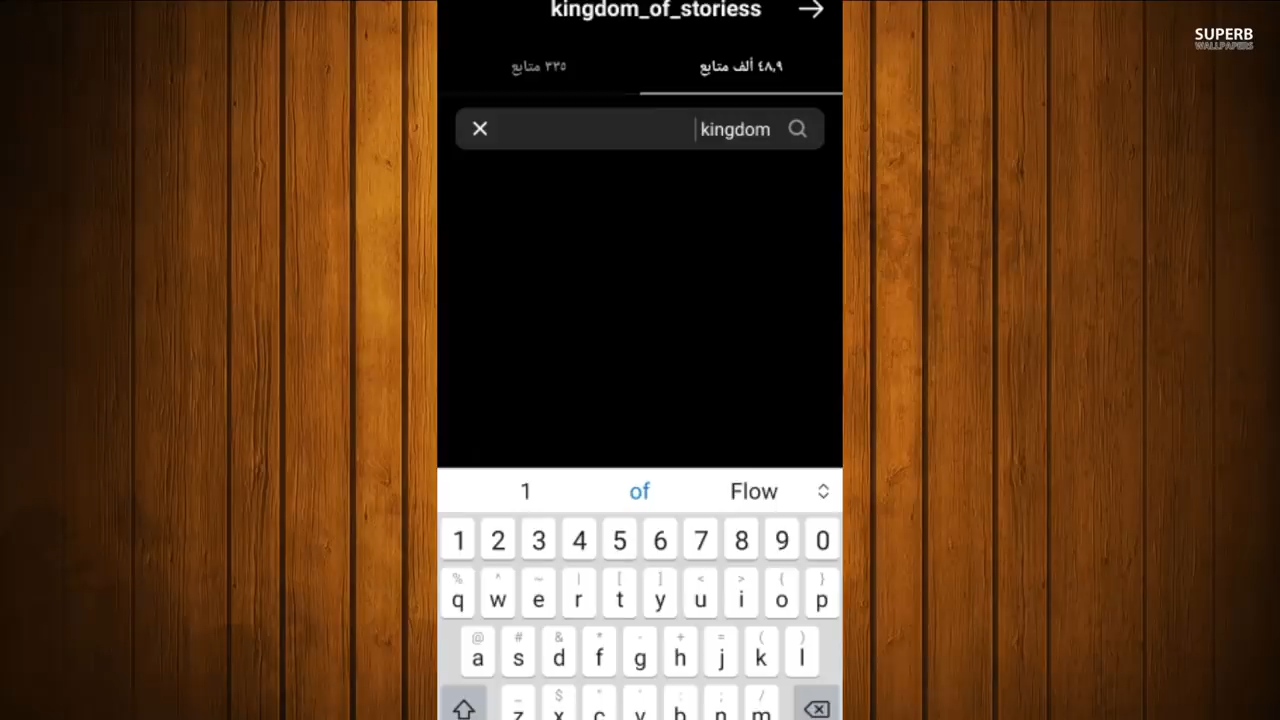 SUPERB
WALLPAPERS
kingdom_of_storiess →
٤٨,٩ ألف متابع
٣٣٥ متابع
kingdom
1 of Flow
1 2 3 4 5 6 7 8 9 0
% ^ ~ | [ ] < > { }
q w e r t y u i o p
@ # & * - + = ( )
a s d f g h j k l
_ $ " ' : ; /
z x c v b n m